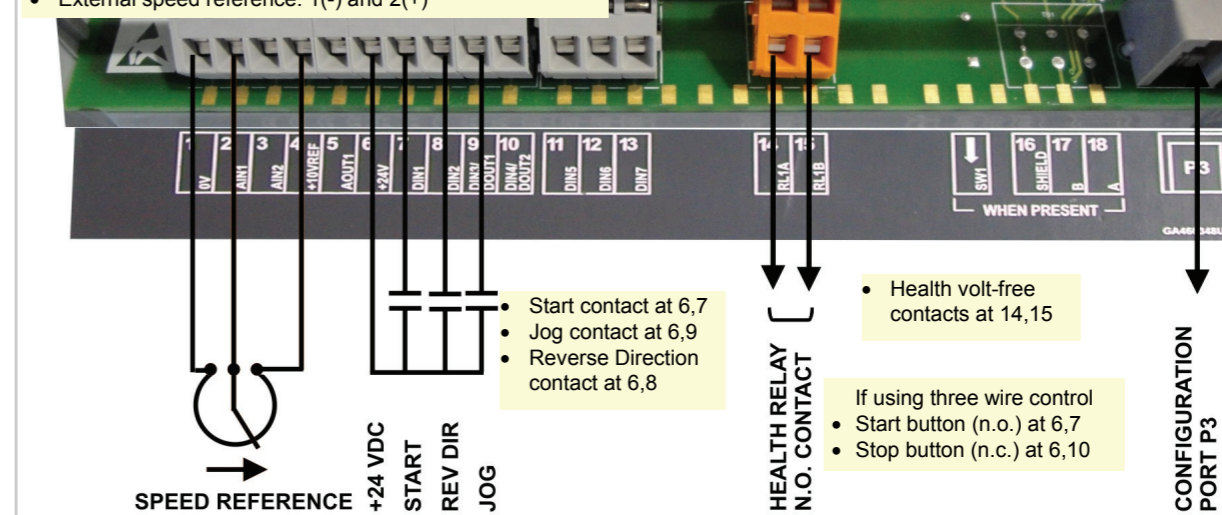 • External speed reference: 1(-) and 2(+)
1 2 3 4 5 6 7 8 9 10 11 12 13 14 15 16 17 18
0V
AIN1
AIN2
+10VREF
AOUT1
+24V
DIN1
DIN2
DIN3/
DOUT1
DIN4/
DOUT2
DIN5
DIN6
DIN7
RL1A
RL1B
SW1
SHIELD
B
A
P3
WHEN PRESENT
• Start contact at 6,7
• Jog contact at 6,9
• Reverse Direction
contact at 6,8
• Health volt-free
contacts at 14,15
If using three wire control
• Start button (n.o.) at 6,7
• Stop button (n.c.) at 6,10
SPEED REFERENCE
+24 VDC
START
REV DIR
JOG
HEALTH RELAY
N.O. CONTACT
CONFIGURATION
PORT P3